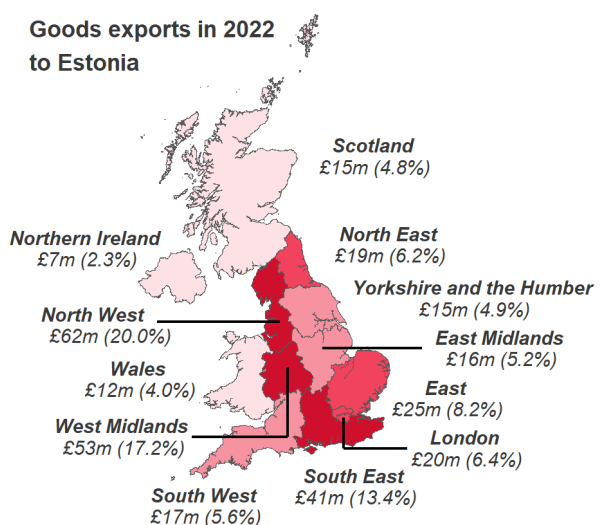 Goods exports in 2022
to Estonia
Scotland
£15m (4.8%)
Northern Ireland
£7m (2.3%)
North East
£19m (6.2%)
Yorkshire and the Humber
£15m (4.9%)
North West
£62m (20.0%)
East Midlands
£16m (5.2%)
Wales
£12m (4.0%)
East
£25m (8.2%)
West Midlands
£53m (17.2%)
London
£20m (6.4%)
South East
£41m (13.4%)
South West
£17m (5.6%)